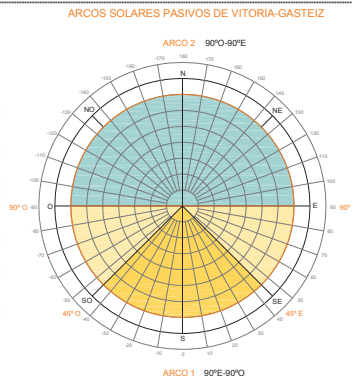 ARCOS SOLARES PASIVOS DE VITORIA-GASTEIZ
ARCO 2 90ºO-90ºE
-170 180 170
-160 160
-150 150
-140 140
-130 130
-120 120
-110 110
-100 100
N
NO NE
90º O -90 O E 90 90º
-80 80
-70 70
-60 60
-50 50
SO SE
45º O -40 40 45º E
-30 30
-20 20
-10 0 10
S
ARCO 1 90ºE-90ºO